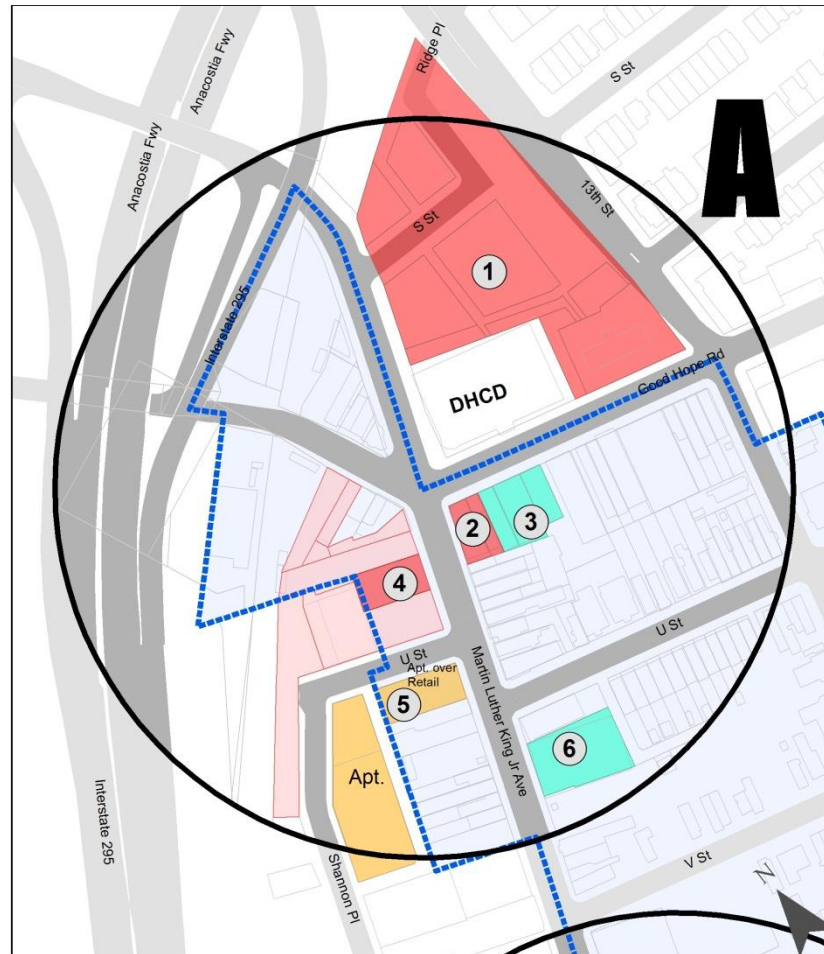 Ridge Pl
Anacostia Fwy
Anacostia Fwy
S St
A
13th St
S St
1
Interstate 295
Good Hope Rd
DHCD
2
3
4
U St
U St
Apt. over
Retail
Martin Luther King Jr Ave
5
6
Apt.
Interstate 295
Shannon Pl
V St
N